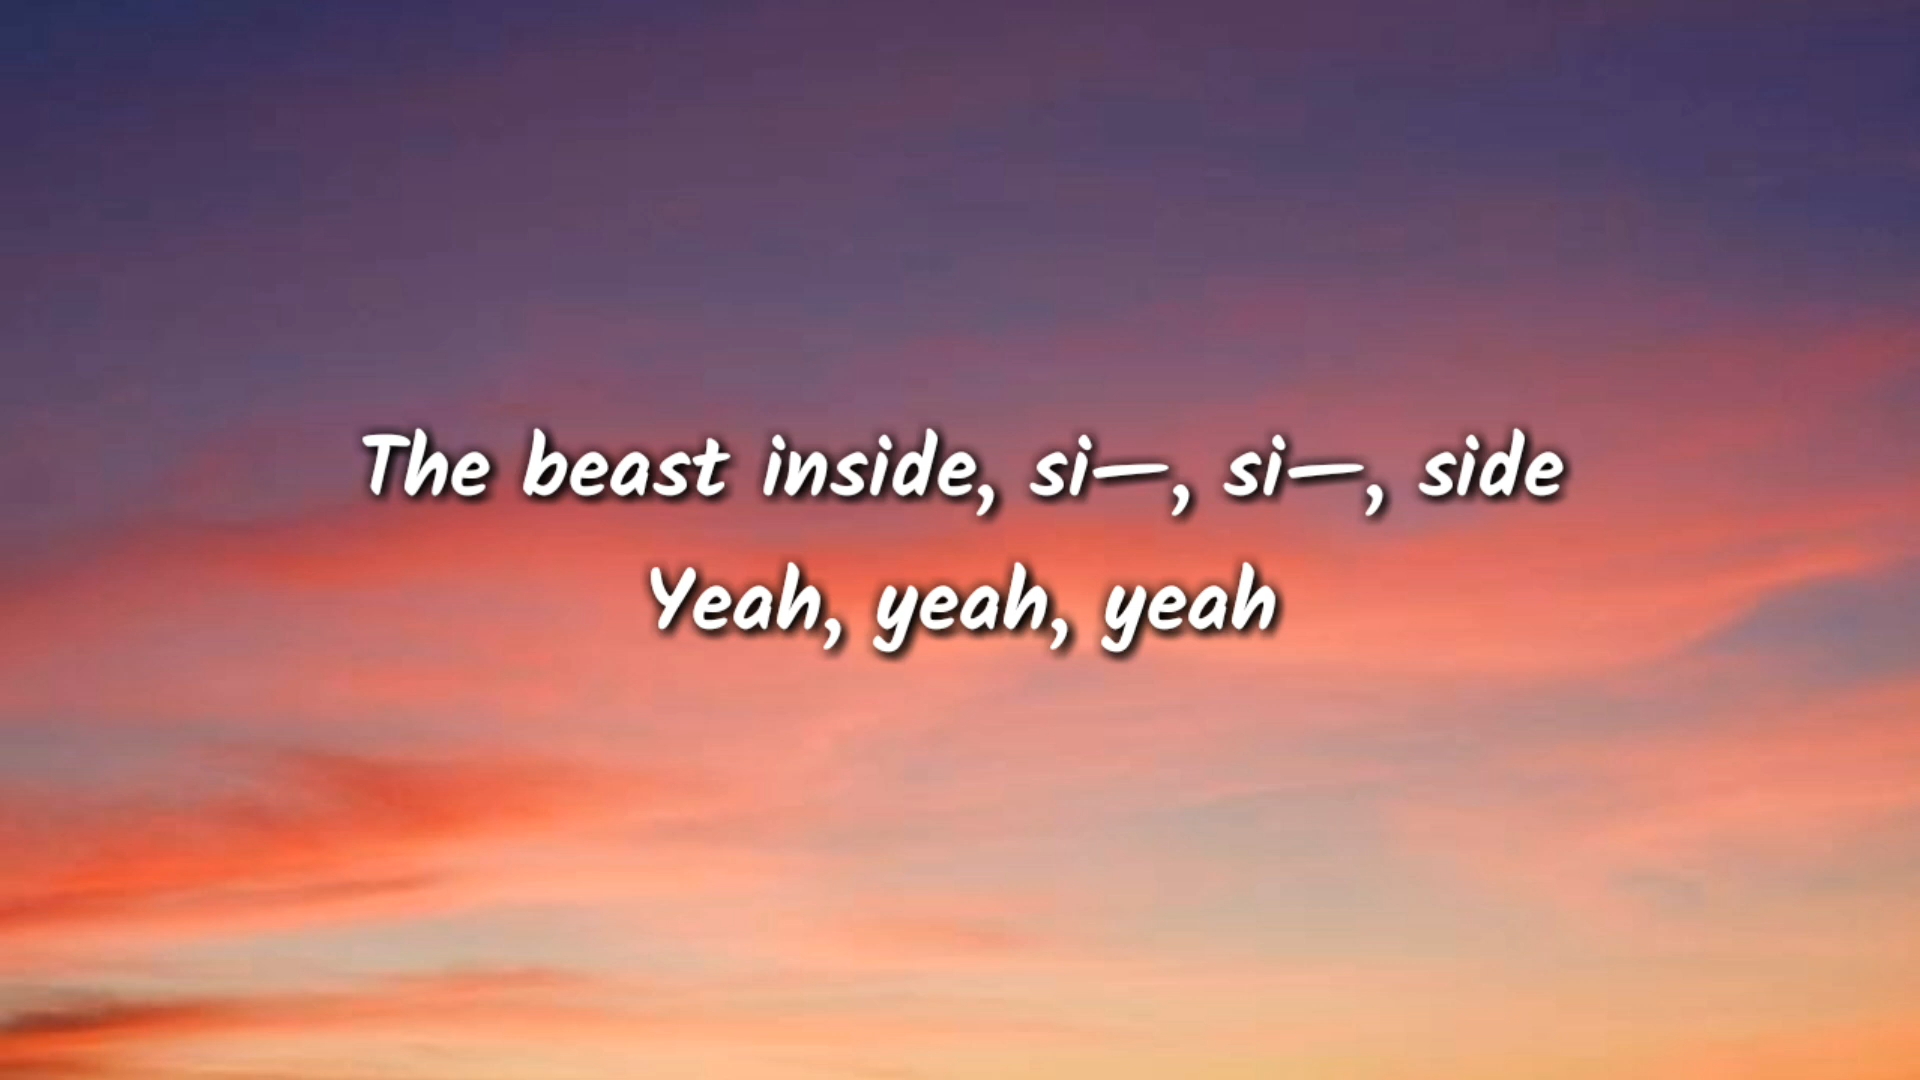 The beast inside, si—, si—, side
Yeah, yeah, yeah